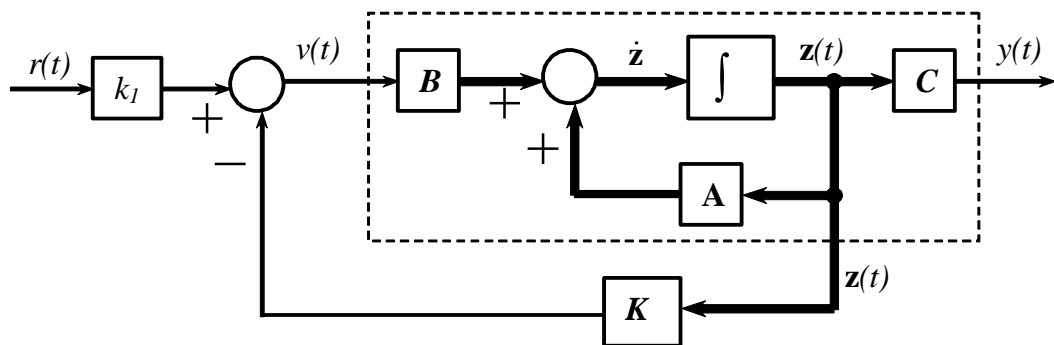 r(t)
k₁
+
−
v(t)
B
+
+
ż
∫
z(t)
C
y(t)
A
z(t)
K